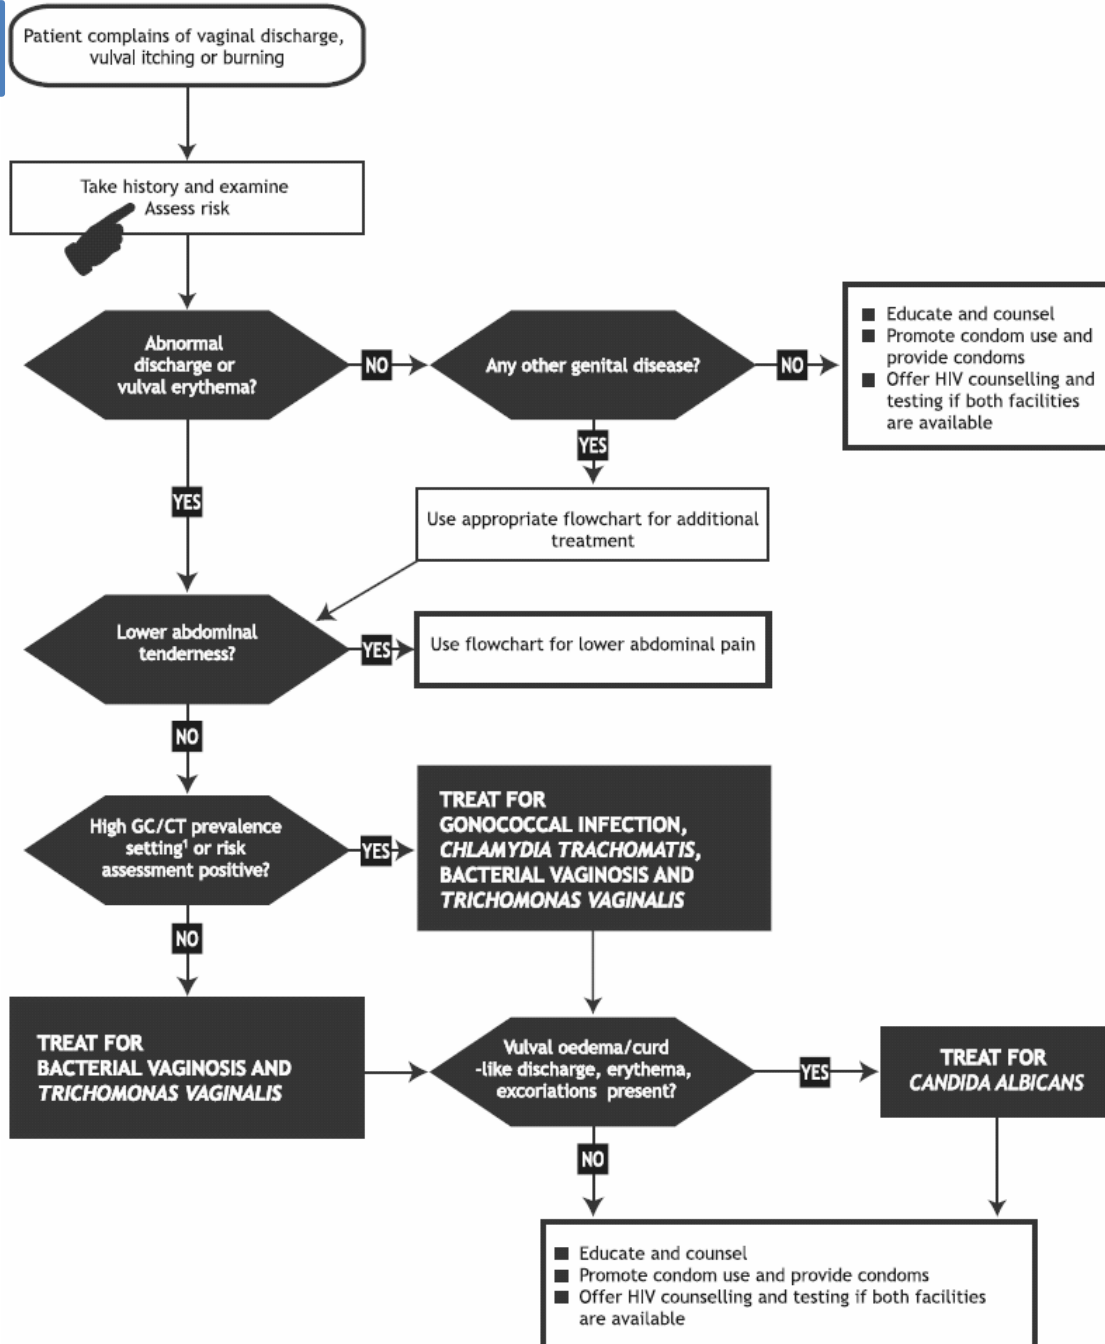 Patient complains of vaginal discharge,
vulval itching or burning
Take history and examine
Assess risk
Abnormal
discharge or
vulval erythema?
NO
Any other genital disease?
NO
■ Educate and counsel
■ Promote condom use and
provide condoms
■ Offer HIV counselling and
testing if both facilities
are available
YES
YES
Use appropriate flowchart for additional
treatment
Lower abdominal
tenderness?
YES
Use flowchart for lower abdominal pain
NO
High GC/CT prevalence
setting¹ or risk
assessment positive?
YES
TREAT FOR
GONOCOCCAL INFECTION,
CHLAMYDIA TRACHOMATIS,
BACTERIAL VAGINOSIS AND
TRICHOMONAS VAGINALIS
NO
TREAT FOR
BACTERIAL VAGINOSIS AND
TRICHOMONAS VAGINALIS
Vulval oedema/curd
-like discharge, erythema,
excoriations present?
YES
TREAT FOR
CANDIDA ALBICANS
NO
■ Educate and counsel
■ Promote condom use and provide condoms
■ Offer HIV counselling and testing if both facilities
are available